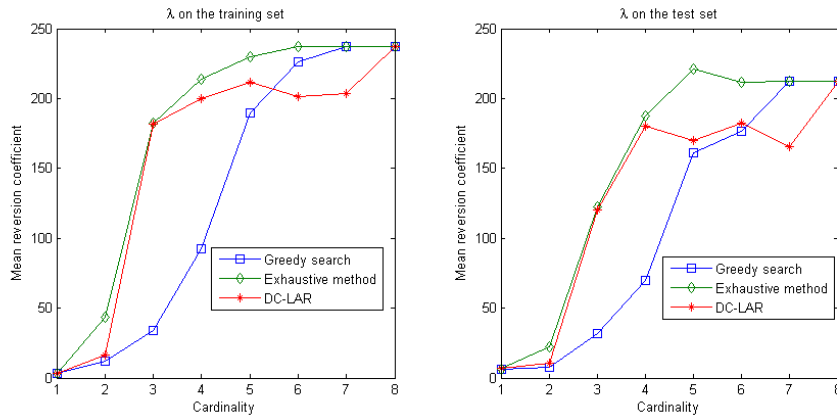 λ on the training set
250
200
150
100
50
0
Mean reversion coefficient
1 2 3 4 5 6 7 8
Cardinality
Greedy search
Exhaustive method
DC-LAR
λ on the test set
250
200
150
100
50
0
Mean reversion coefficient
1 2 3 4 5 6 7 8
Cardinality
Greedy search
Exhaustive method
DC-LAR